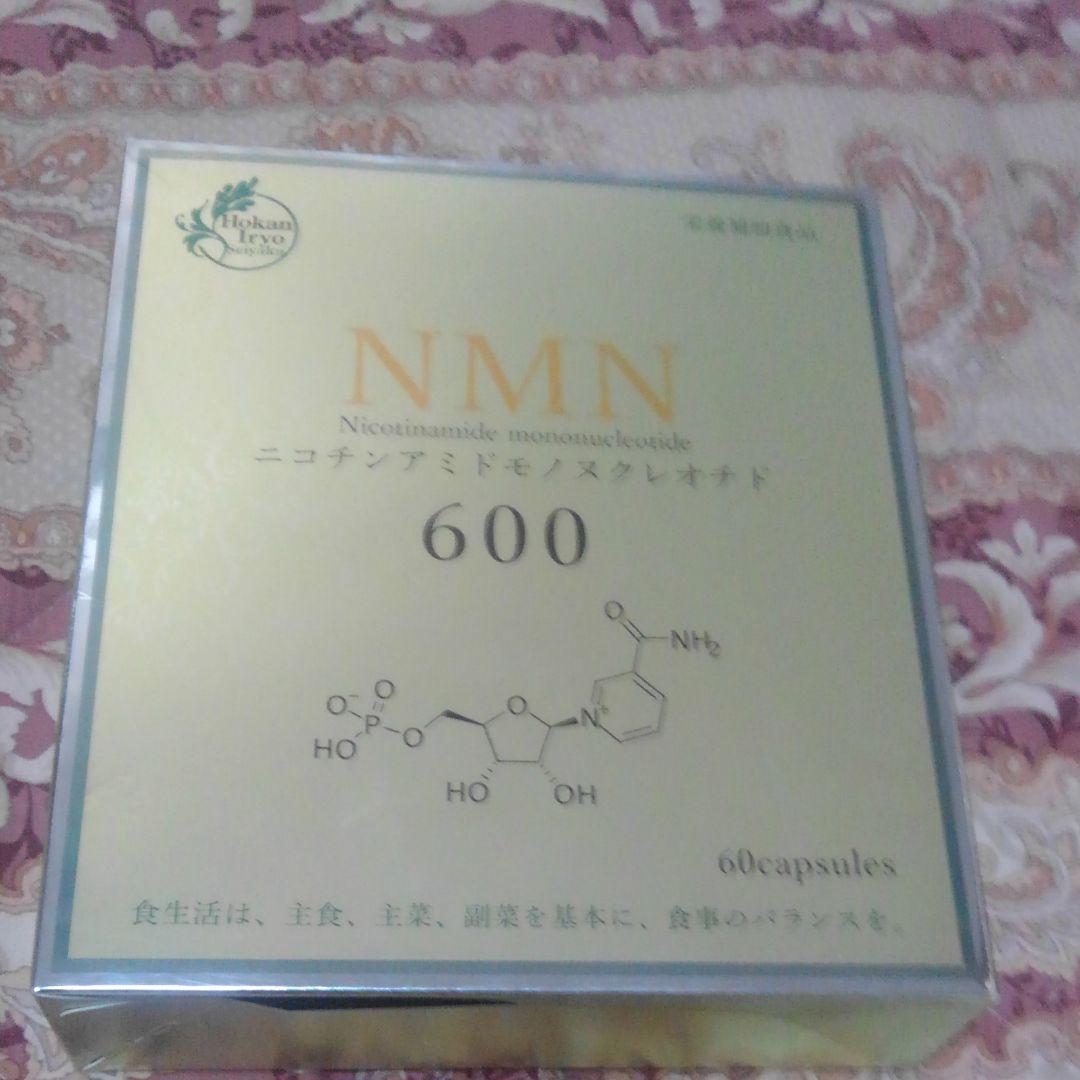 Hokan
Iryo
Seiyaku
栄養補助食品
NMN
Nicotinamide mononucleotide
ニコチンアミドモノヌクレオチド
600
O
NH₂
O⁻
O
P
HO
O
O
N⁺
HO
OH
60capsules
食生活は、主食、主菜、副菜を基本に、食事のバランスを。